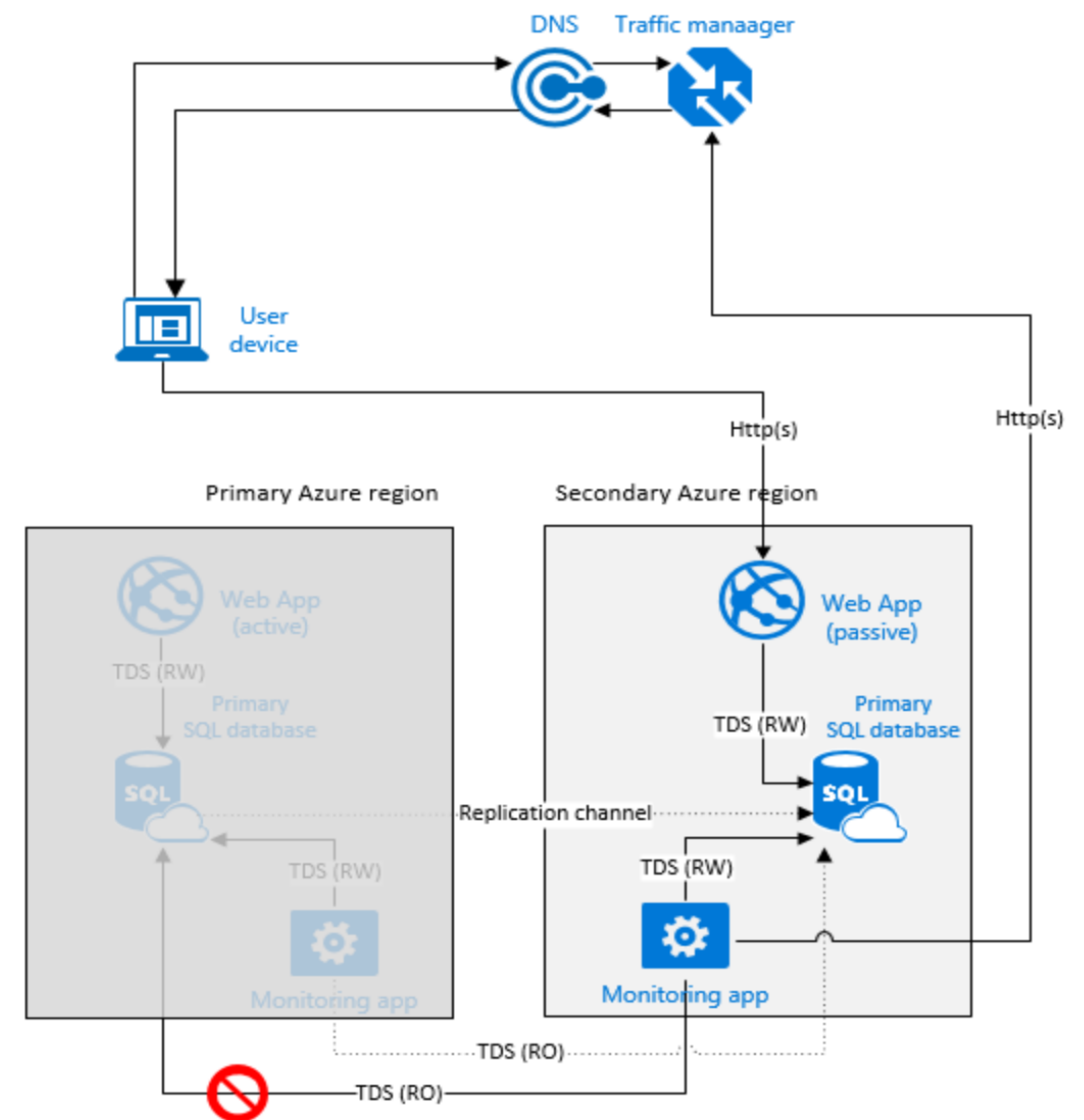 DNS
Traffic manaager
User
device
Http(s)
Http(s)
Primary Azure region
Secondary Azure region
Web App
(active)
TDS (RW)
Primary
SQL database
SQL
TDS (RW)
Monitoring app
Web App
(passive)
TDS (RW)
Primary
SQL database
SQL
Replication channel
TDS (RW)
Monitoring app
TDS (RO)
TDS (RO)